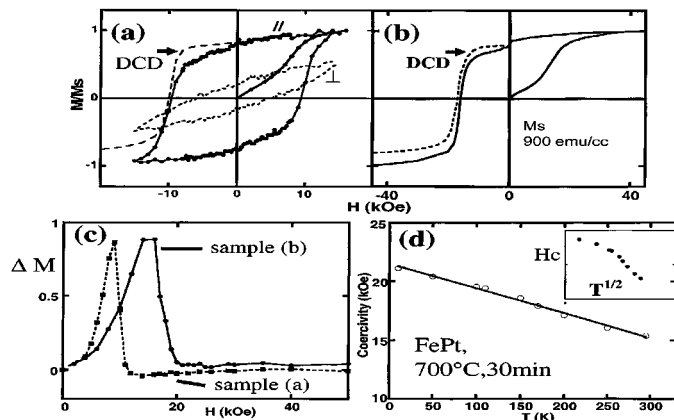 (a)
//
DCD
⊥
M/Ms
1
0
-1
-10
0
10
H (kOe)
(b)
DCD
Ms
900 emu/cc
-40
0
40
H (kOe)
(c)
sample (b)
ΔM
1
0.5
0
sample (a)
0
20
40
H (kOe)
(d)
Hc
T^1/2
Coercivity (kOe)
25
20
15
10
FePt,
700°C,30min
0
50
100
150
200
250
300
T (K)